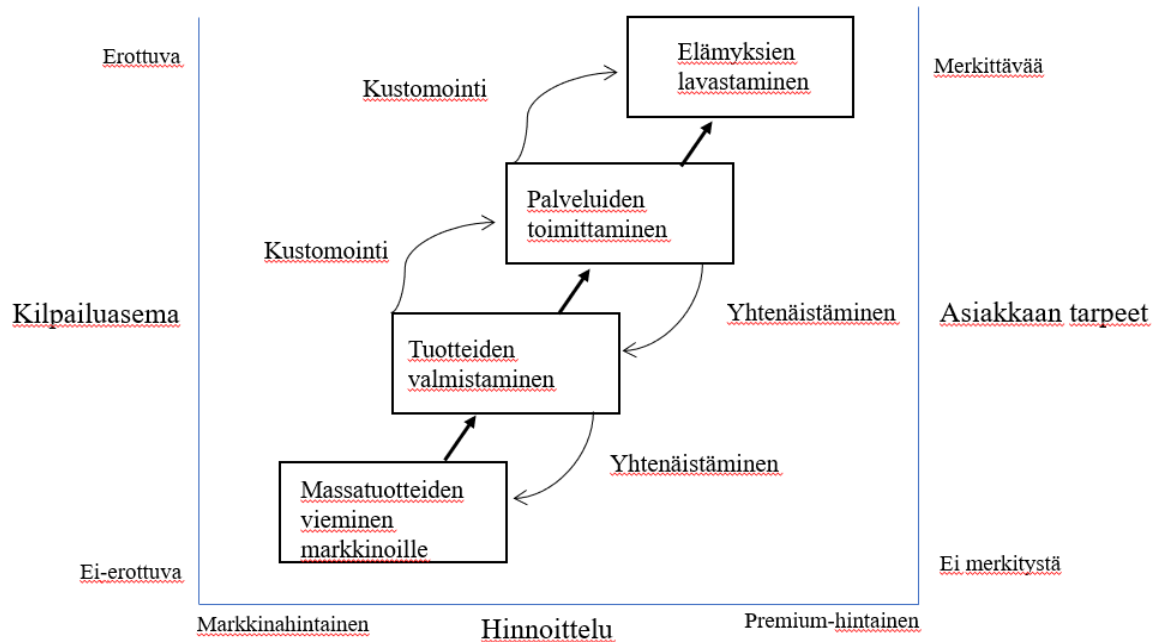 Erottuva
Elämyksien
lavastaminen
Merkittävää
Kustomointi
Palveluiden
toimittaminen
Kustomointi
Kilpailuasema
Yhtenäistäminen
Asiakkaan tarpeet
Tuotteiden
valmistaminen
Yhtenäistäminen
Massatuotteiden
vieminen
markkinoille
Ei-erottuva
Ei merkitystä
Markkinahintainen
Hinnoittelu
Premium-hintainen